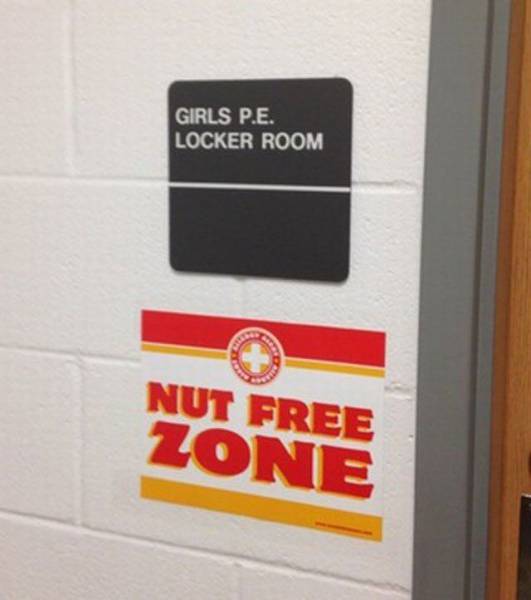 GIRLS P.E.
LOCKER ROOM
NUT FREE
ZONE